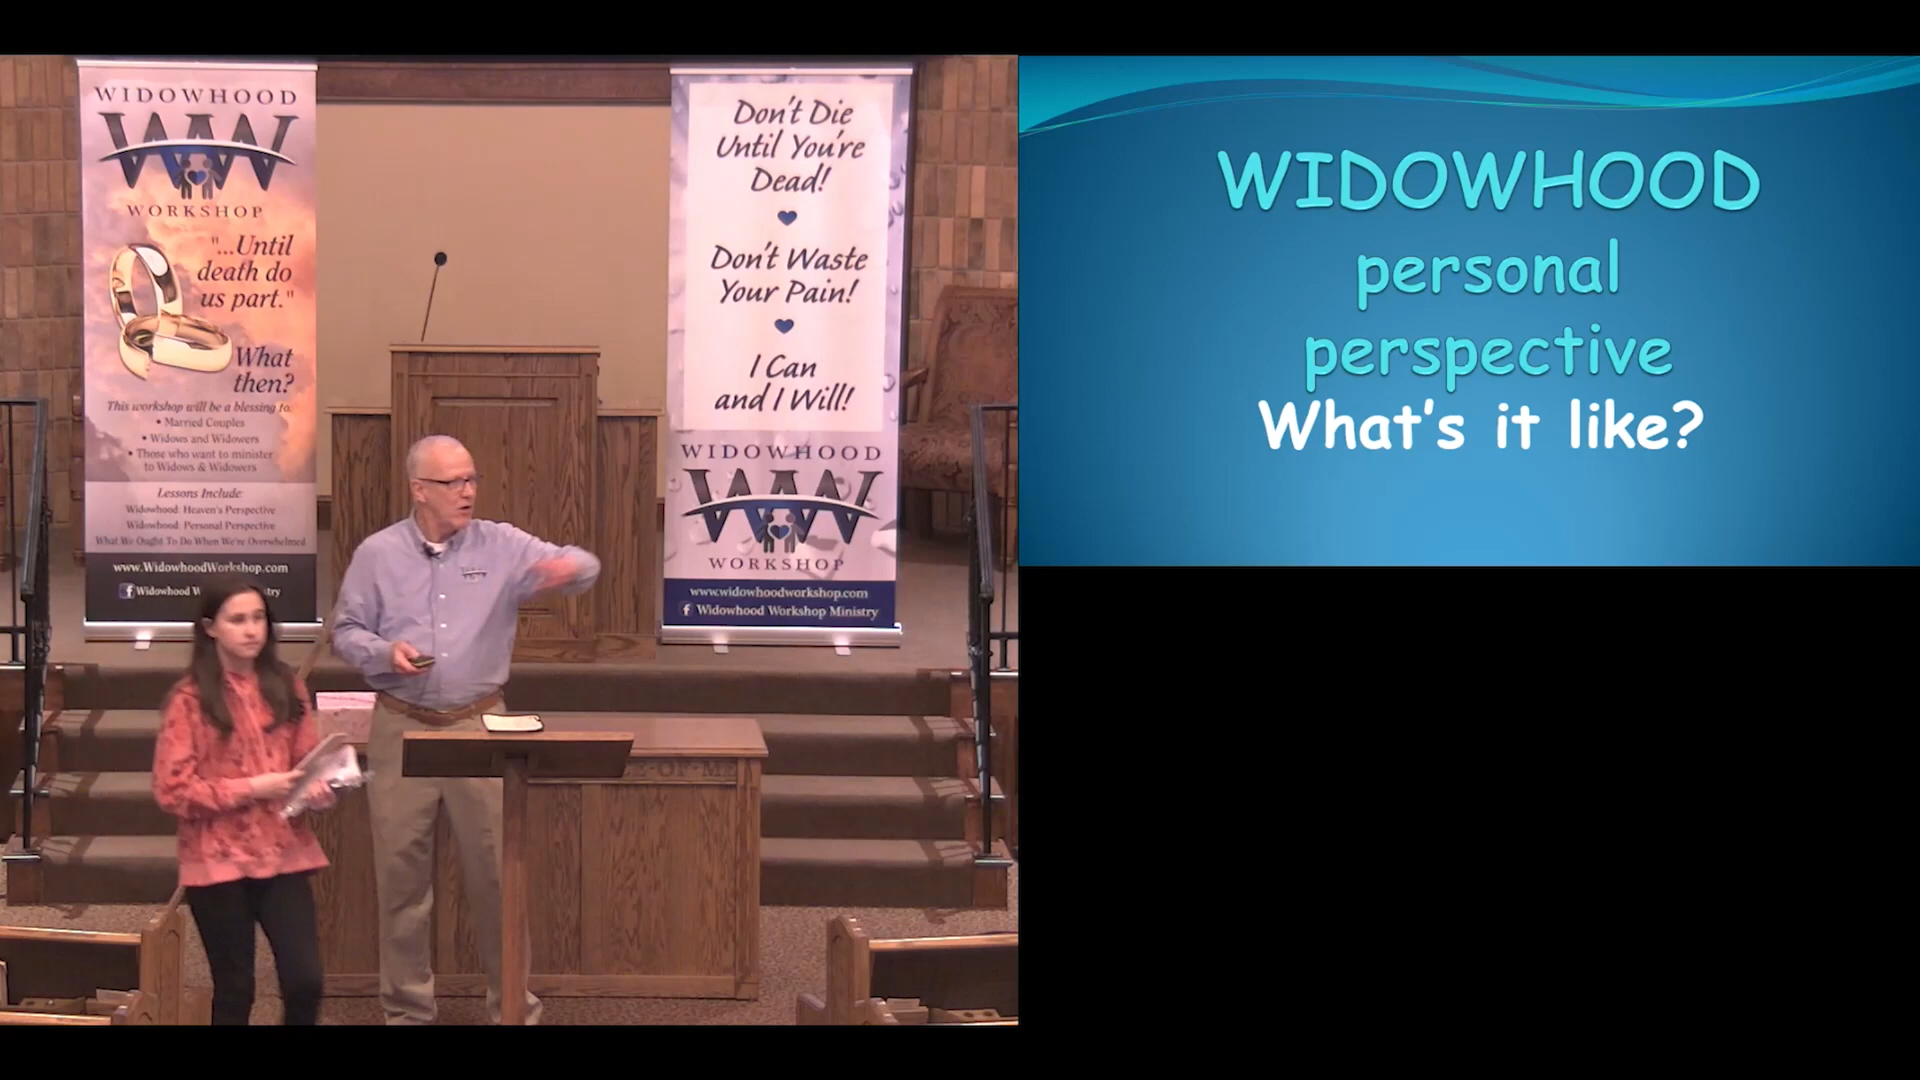 WIDOWHOOD
WW
WORKSHOP
"...Until
death do
us part."
What
then?
This workshop will be a blessing to:
• Married Couples
• Widows and Widowers
• Those who want to minister
to Widows & Widowers
Lessons Include:
Widowhood: Heaven's Perspective
Widowhood: Personal Perspective
What We Ought To Do When We're Overwhelmed
www.WidowhoodWorkshop.com
f Widowhood W
Don't Die
Until You're
Dead!
Don't Waste
Your Pain!
I Can
and I Will!
WIDOWHOOD
WW
WORKSHOP
www.widowhoodworkshop.com
f Widowhood Workshop Ministry
WIDOWHOOD
personal
perspective
What's it like?